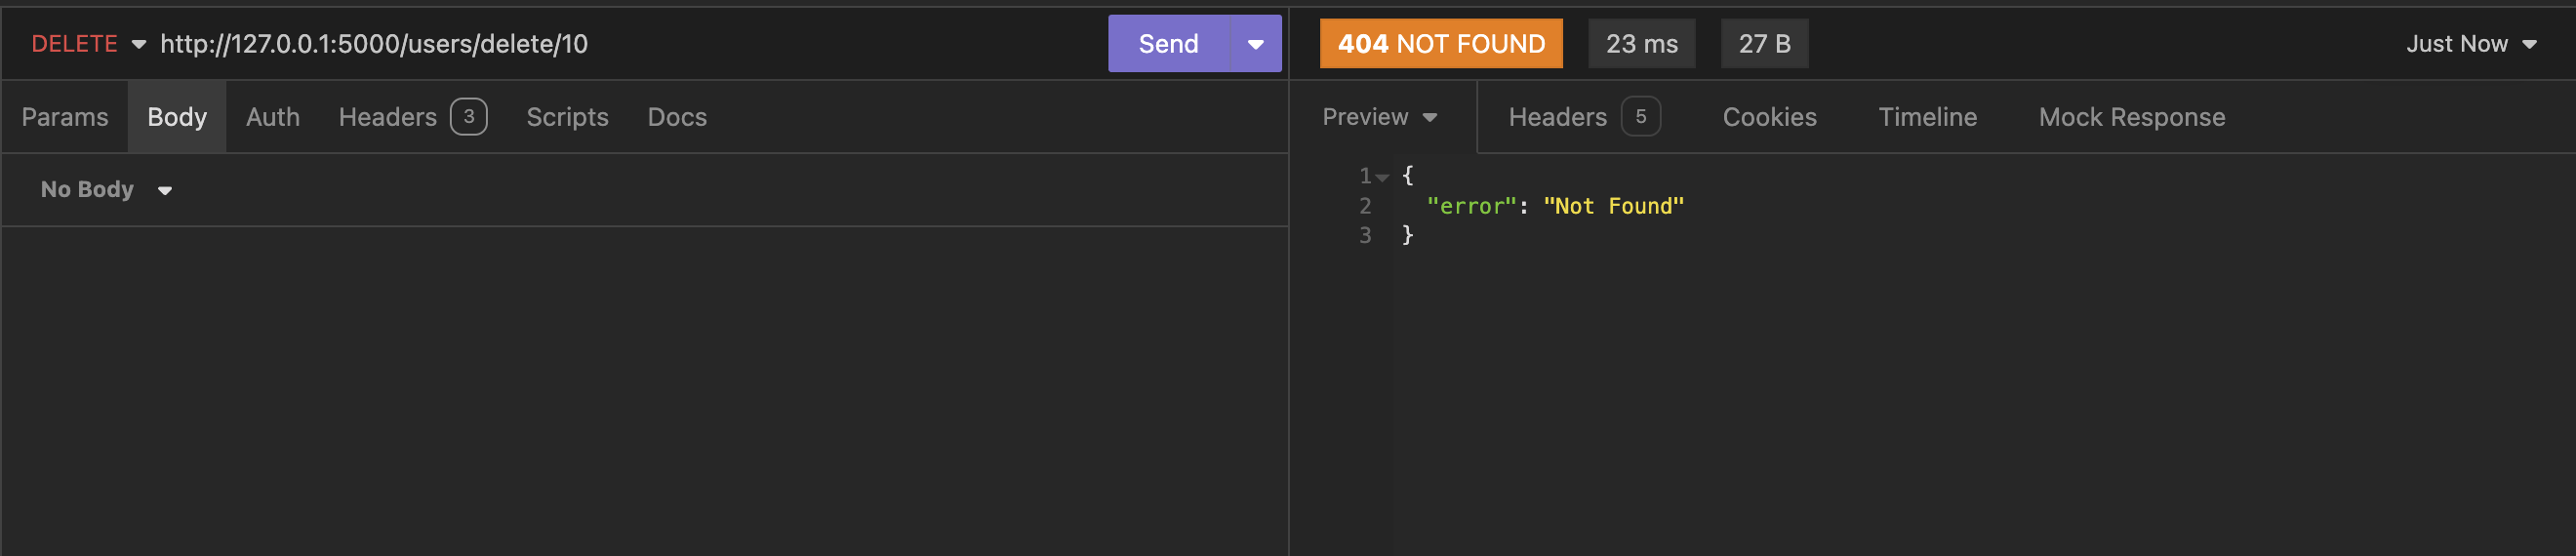 DELETE http://127.0.0.1:5000/users/delete/10 Send
Params Body Auth Headers 3 Scripts Docs
No Body
404 NOT FOUND 23 ms 27 B Just Now
Preview Headers 5 Cookies Timeline Mock Response
1 {
2 "error": "Not Found"
3 }